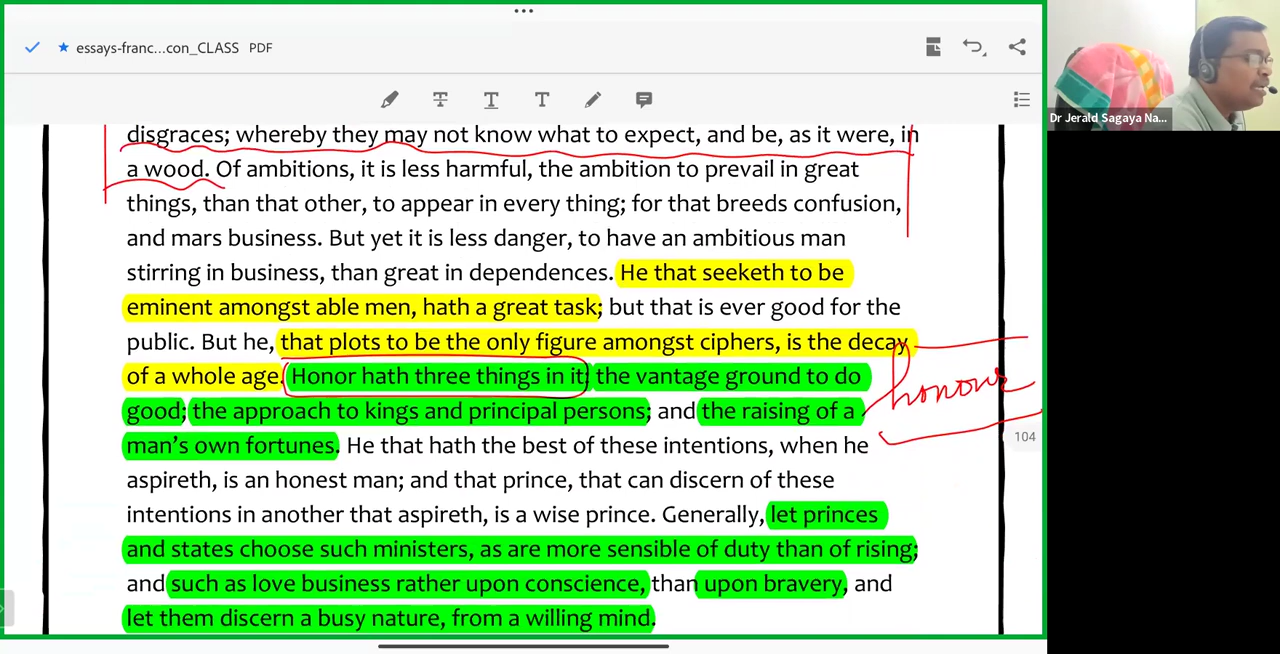 essays-franc...con_CLASS PDF
Dr Jerald Sagaya Na...
disgraces; whereby they may not know what to expect, and be, as it were, in
a wood. Of ambitions, it is less harmful, the ambition to prevail in great
things, than that other, to appear in every thing; for that breeds confusion,
and mars business. But yet it is less danger, to have an ambitious man
stirring in business, than great in dependences. He that seeketh to be
eminent amongst able men, hath a great task; but that is ever good for the
public. But he, that plots to be the only figure amongst ciphers, is the decay
of a whole age. Honor hath three things in it: the vantage ground to do
honour
good; the approach to kings and principal persons; and the raising of a
104
man's own fortunes. He that hath the best of these intentions, when he
aspireth, is an honest man; and that prince, that can discern of these
intentions in another that aspireth, is a wise prince. Generally, let princes
and states choose such ministers, as are more sensible of duty than of rising;
and such as love business rather upon conscience, than upon bravery, and
let them discern a busy nature, from a willing mind.